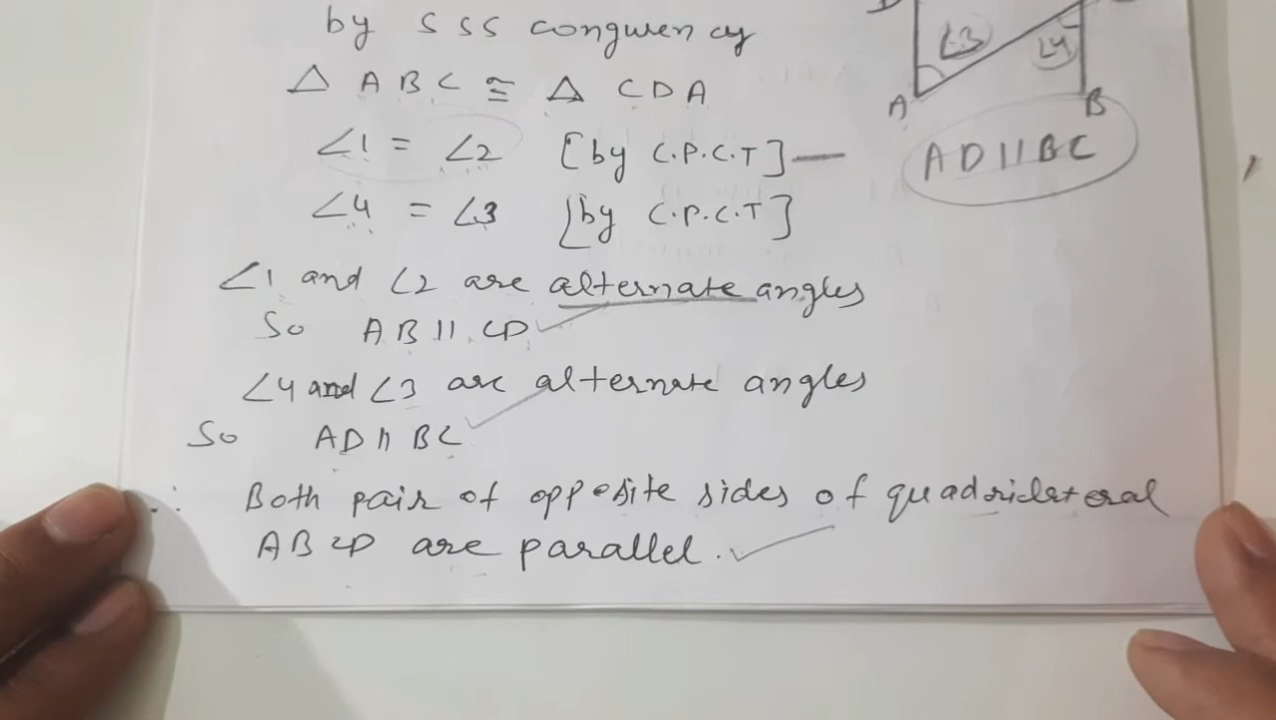 by SSS congruency
△ ABC ≅ △ CDA
∠1 = ∠2 [by C.P.C.T]—
∠4 = ∠3 [by C.P.C.T]
∠1 and ∠2 are alternate angles
So AB || CD
∠4 and ∠3 are alternate angles
So AD || BC
∴ Both pair of opposite sides of quadrilateral
ABCD are parallel.
∠3 ∠4
A B
AD || BC